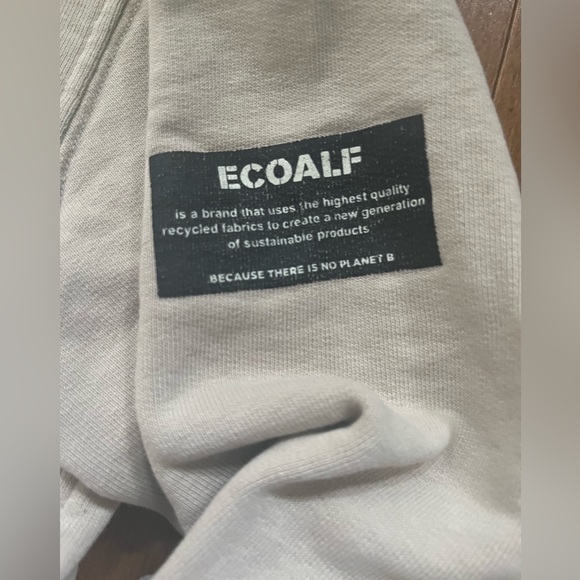 ECOALF
is a brand that uses the highest quality
recycled fabrics to create a new generation
of sustainable products
BECAUSE THERE IS NO PLANET B